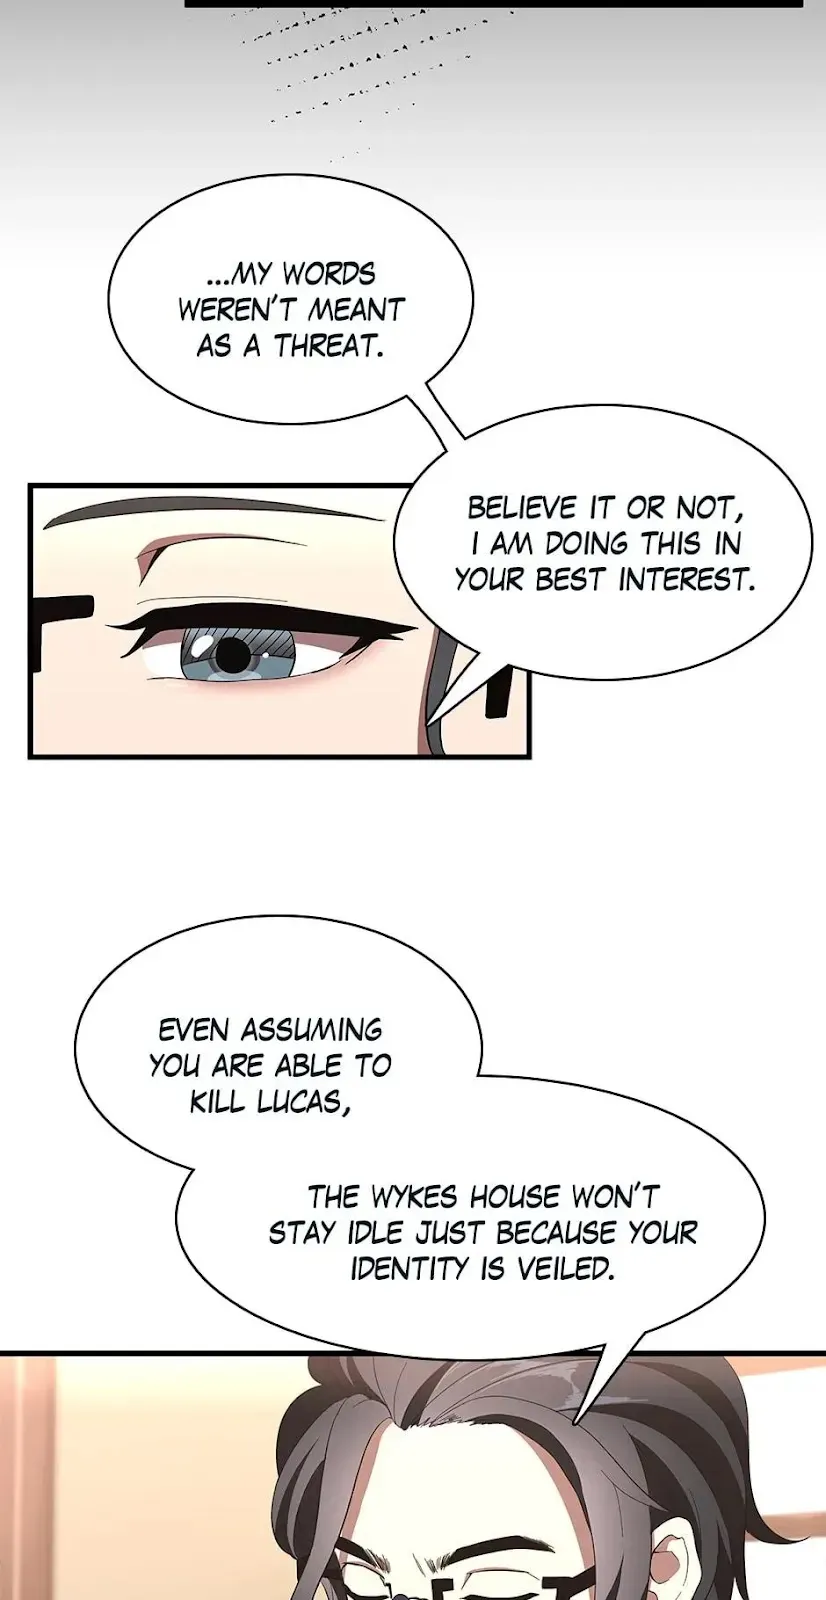 ...MY WORDS
WEREN'T MEANT
AS A THREAT.
BELIEVE IT OR NOT,
I AM DOING THIS IN
YOUR BEST INTEREST.
EVEN ASSUMING
YOU ARE ABLE TO
KILL LUCAS,
THE WYKES HOUSE WON'T
STAY IDLE JUST BECAUSE YOUR
IDENTITY IS VEILED.